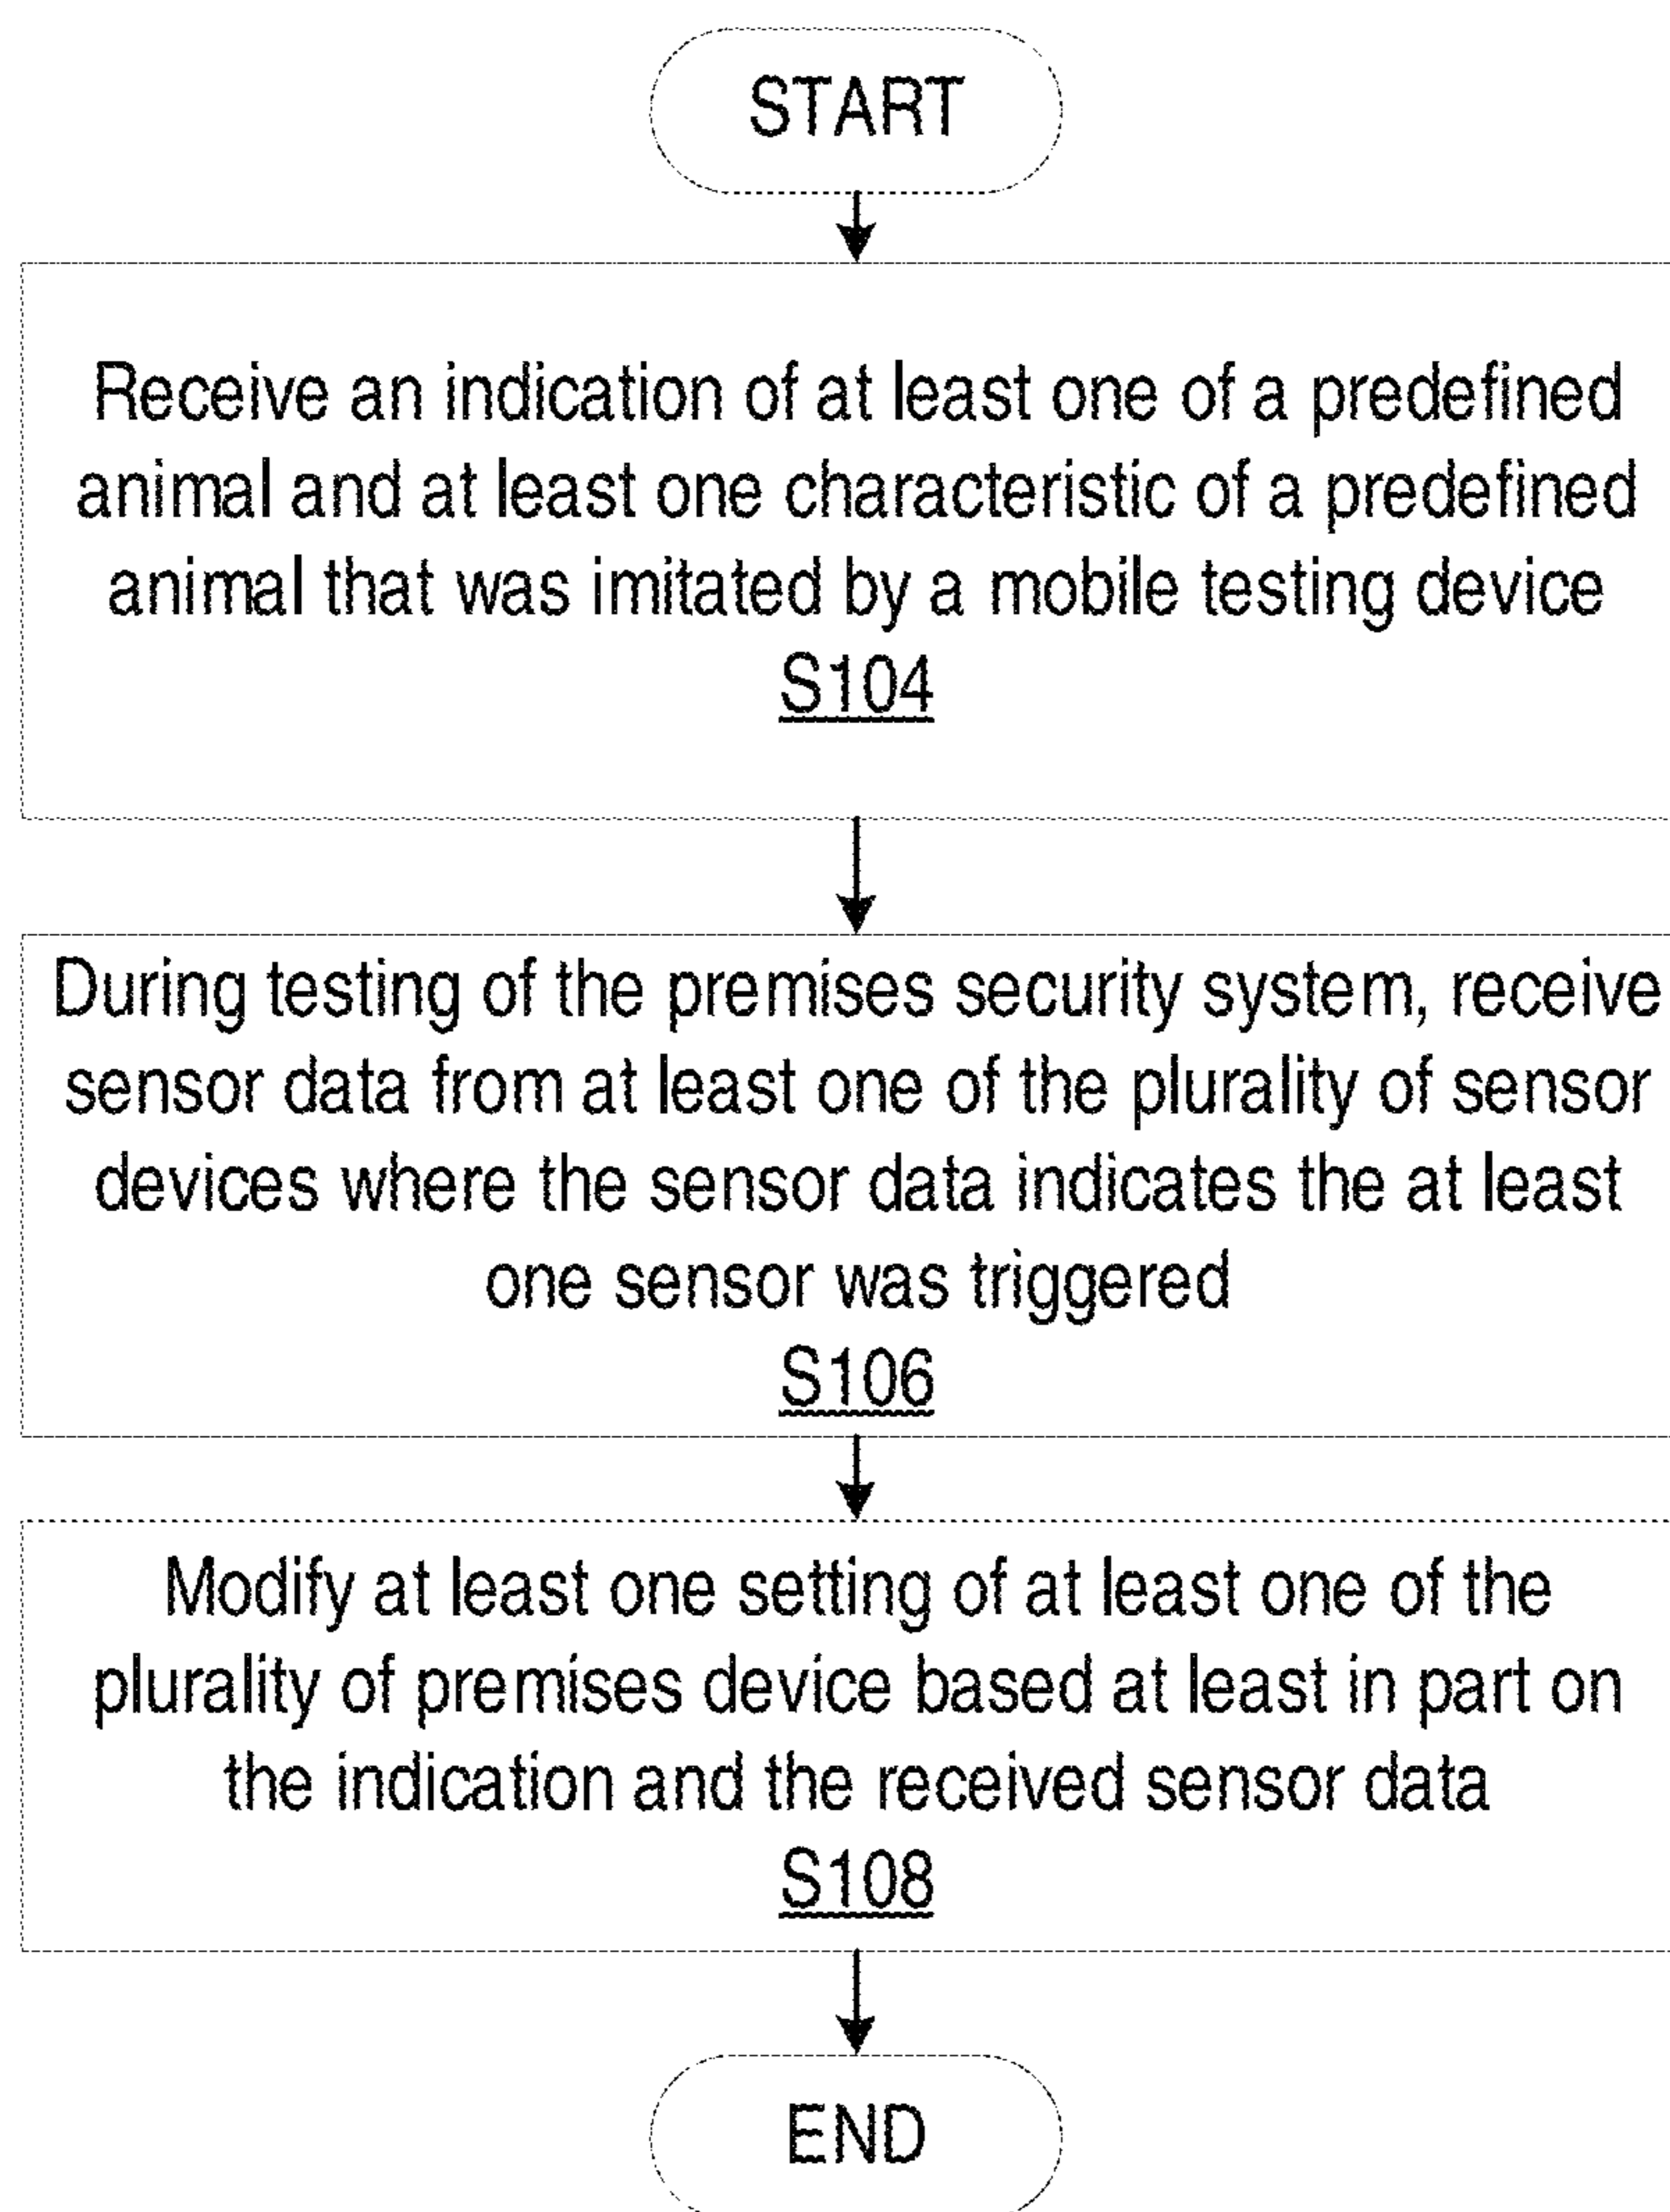 START
Receive an indication of at least one of a predefined
animal and at least one characteristic of a predefined
animal that was imitated by a mobile testing device
S104
During testing of the premises security system, receive
sensor data from at least one of the plurality of sensor
devices where the sensor data indicates the at least
one sensor was triggered
S106
Modify at least one setting of at least one of the
plurality of premises device based at least in part on
the indication and the received sensor data
S108
END